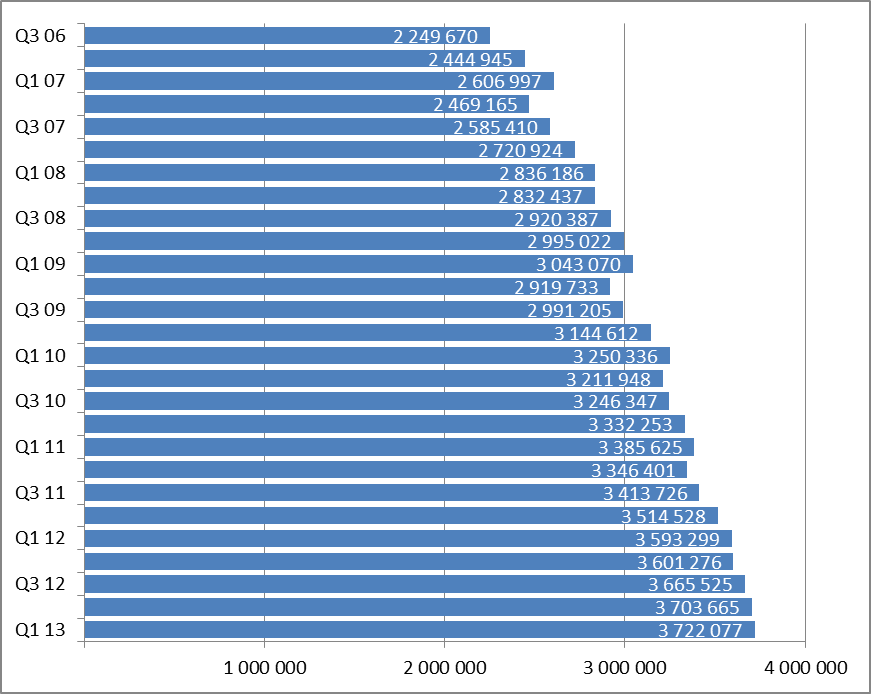 Q3 06 2 249 670
2 444 945
Q1 07 2 606 997
2 469 165
Q3 07 2 585 410
2 720 924
Q1 08 2 836 186
2 832 437
Q3 08 2 920 387
2 995 022
Q1 09 3 043 070
2 919 733
Q3 09 2 991 205
3 144 612
Q1 10 3 250 336
3 211 948
Q3 10 3 246 347
3 332 253
Q1 11 3 385 625
3 346 401
Q3 11 3 413 726
3 514 528
Q1 12 3 593 299
3 601 276
Q3 12 3 665 525
3 703 665
Q1 13 3 722 077
1 000 000 2 000 000 3 000 000 4 000 000